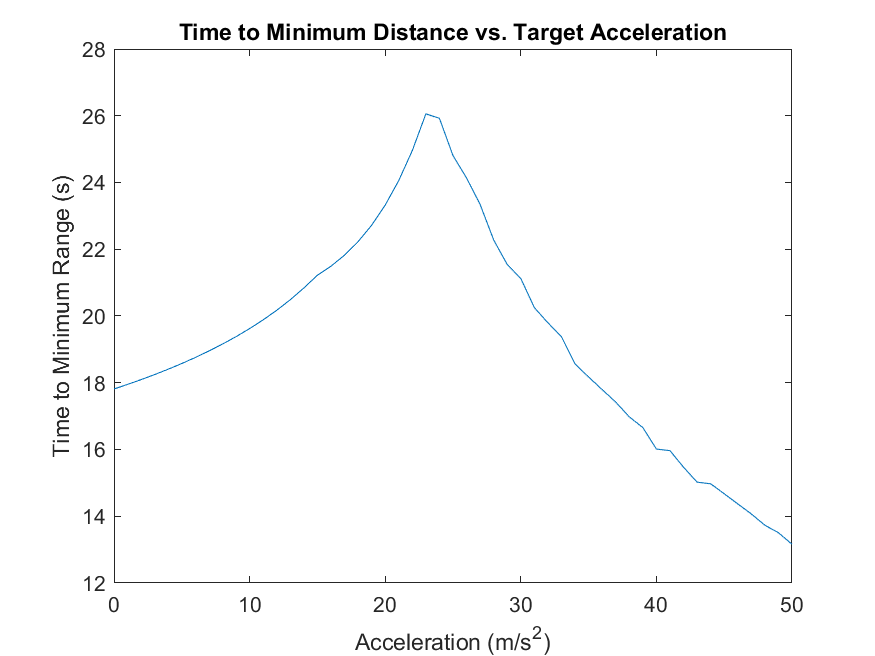 Time to Minimum Distance vs. Target Acceleration
Time to Minimum Range (s)
28
26
24
22
20
18
16
14
12
0 10 20 30 40 50
Acceleration (m/s²)